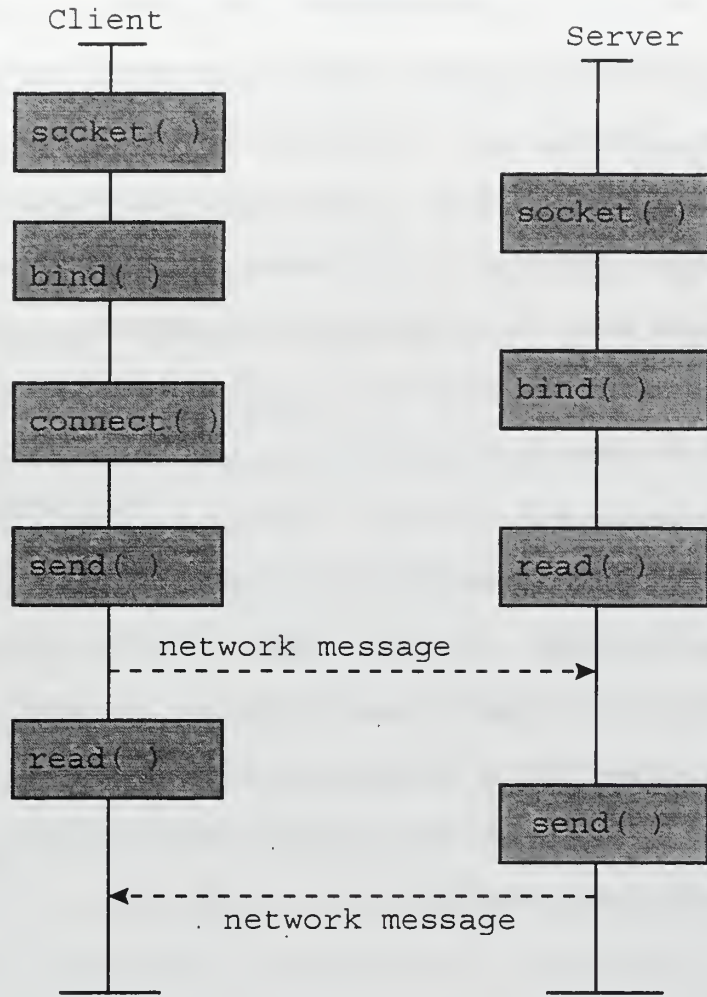 Client
Server
socket( )
socket( )
bind( )
bind( )
connect( )
send( )
read( )
network message
read( )
send( )
network message